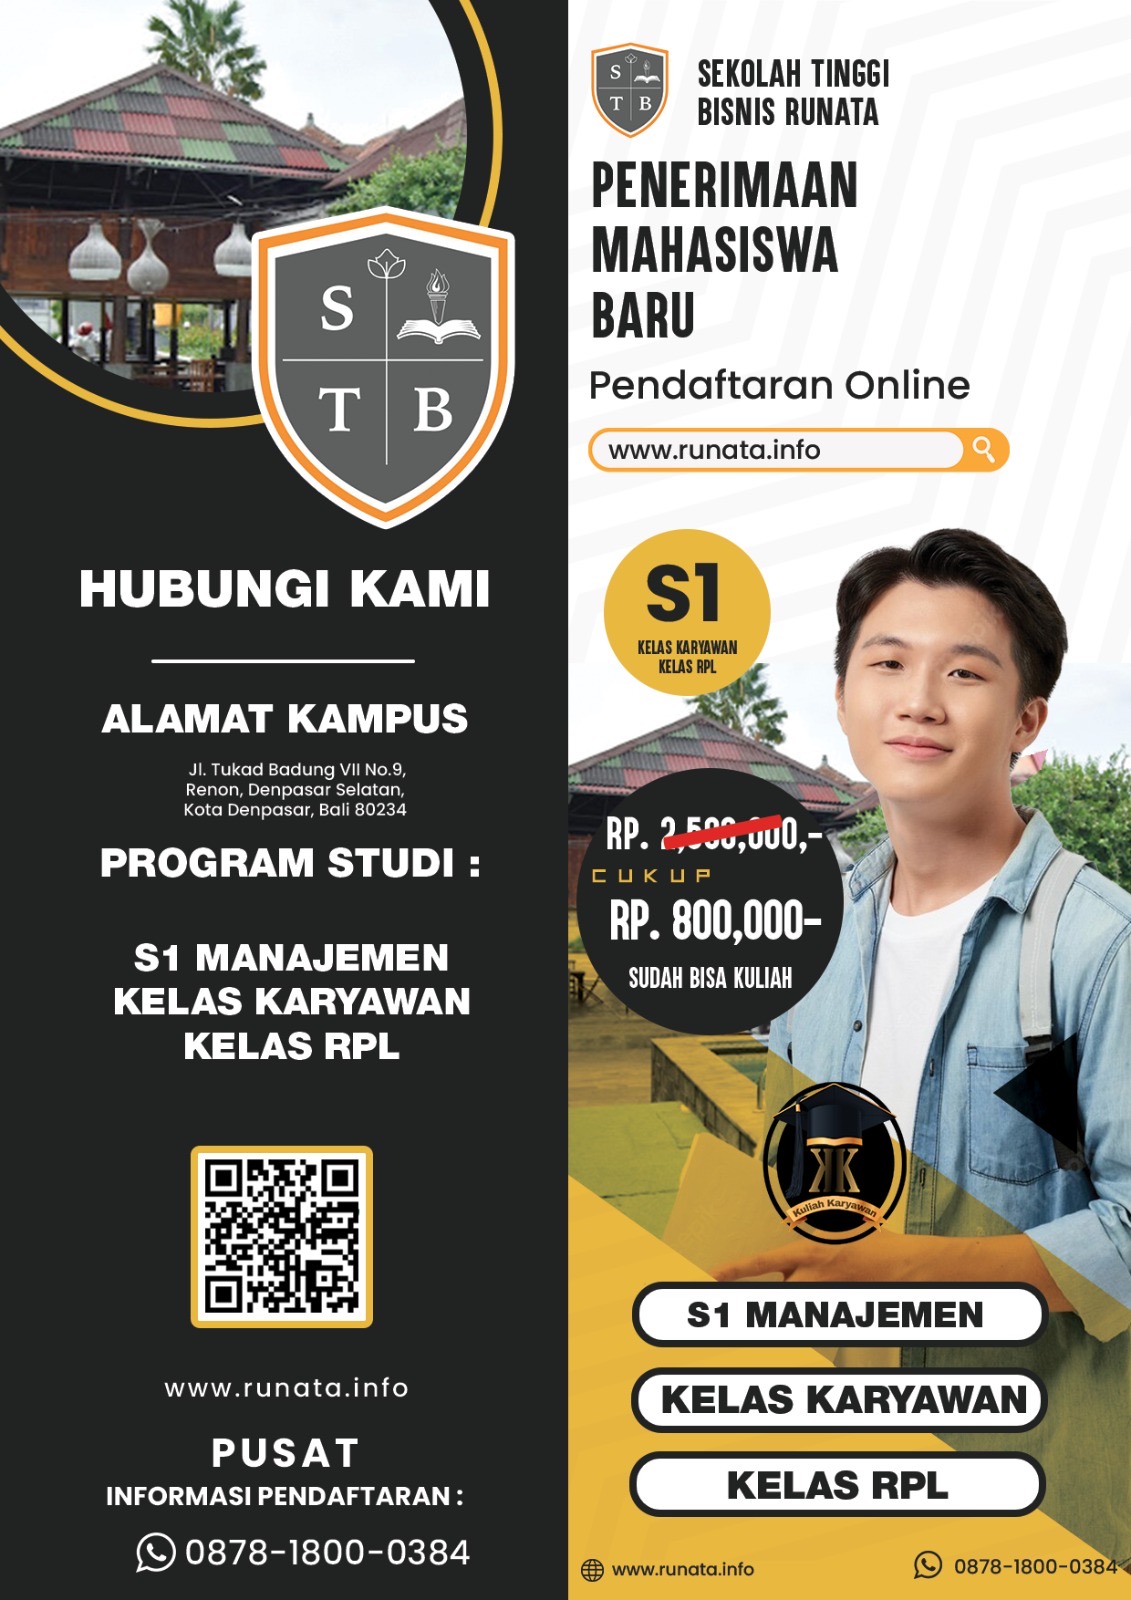 S
T B
HUBUNGI KAMI
ALAMAT KAMPUS
Jl. Tukad Badung VII No.9,
Renon, Denpasar Selatan,
Kota Denpasar, Bali 80234
PROGRAM STUDI :
S1 MANAJEMEN
KELAS KARYAWAN
KELAS RPL
www.runata.info
PUSAT
INFORMASI PENDAFTARAN :
0878-1800-0384
S
T B
SEKOLAH TINGGI
BISNIS RUNATA
PENERIMAAN
MAHASISWA
BARU
Pendaftaran Online
www.runata.info
S1
KELAS KARYAWAN
KELAS RPL
RP. 2,500,000,-
CUKUP
RP. 800,000-
SUDAH BISA KULIAH
KK
Kuliah Karyawan
S1 MANAJEMEN
KELAS KARYAWAN
KELAS RPL
www.runata.info
0878-1800-0384